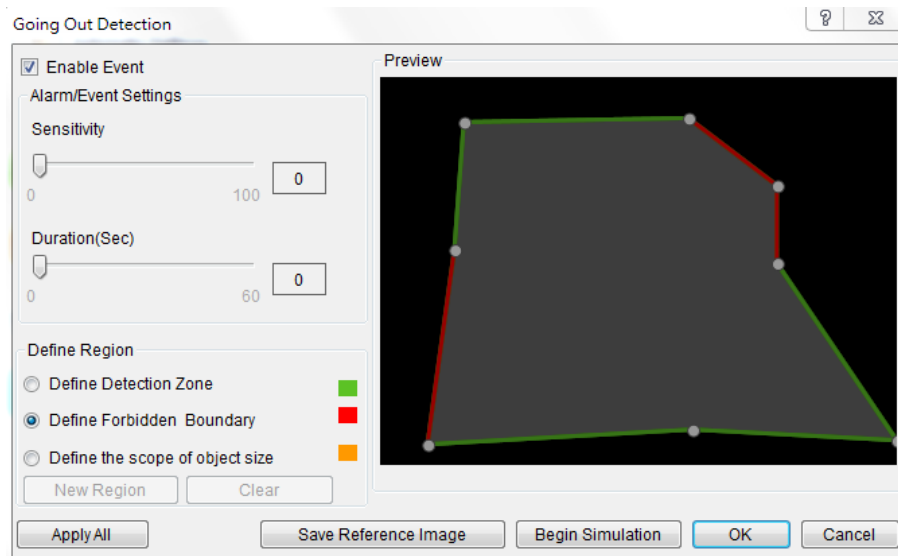 Going Out Detection
Enable Event
Alarm/Event Settings
Sensitivity
0
0 100
Duration(Sec)
0
0 60
Define Region
Define Detection Zone
Define Forbidden Boundary
Define the scope of object size
New Region Clear
Preview
Apply All Save Reference Image Begin Simulation OK Cancel